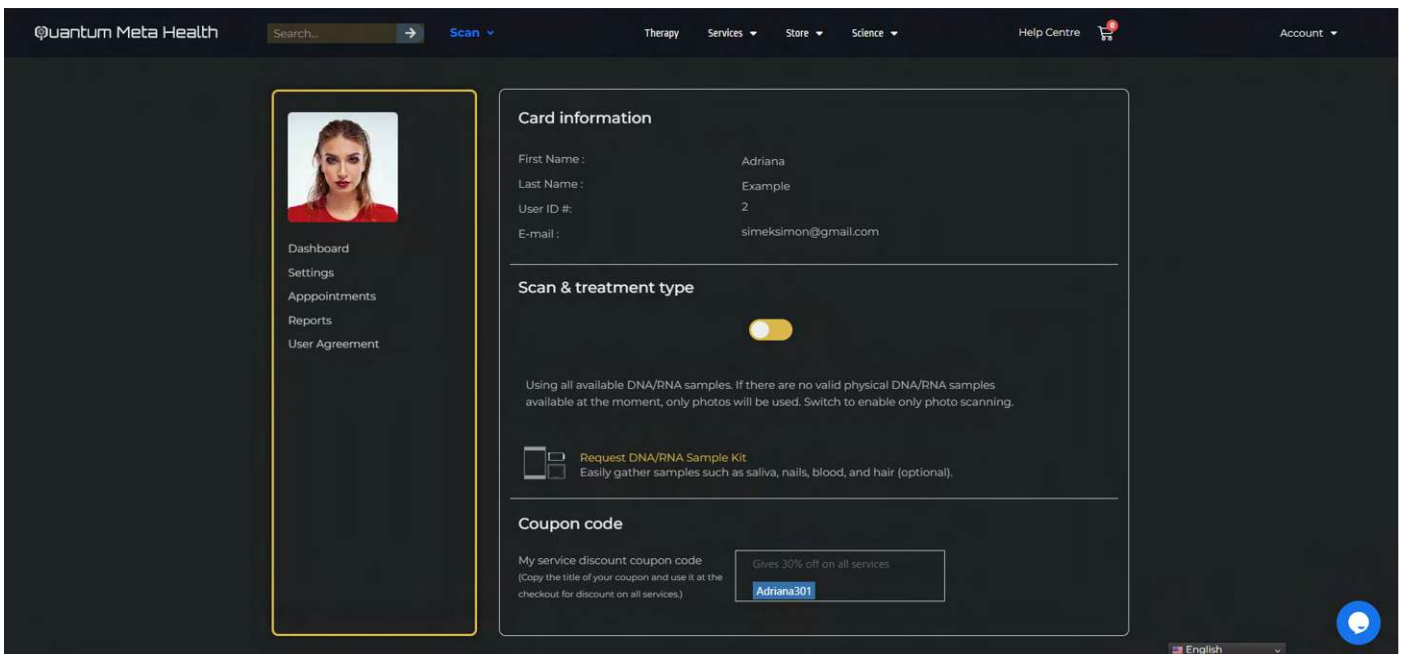 Quantum Meta Health
Search...
Scan
Therapy
Services
Store
Science
Help Centre
0
Account
Dashboard
Settings
Apppointments
Reports
User Agreement
Card information
First Name :
Adriana
Last Name :
Example
User ID #:
2
E-mail :
simeksimon@gmail.com
Scan & treatment type
Using all available DNA/RNA samples. If there are no valid physical DNA/RNA samples
available at the moment, only photos will be used. Switch to enable only photo scanning.
Request DNA/RNA Sample Kit
Easily gather samples such as saliva, nails, blood, and hair (optional).
Coupon code
My service discount coupon code
(Copy the title of your coupon and use it at the
checkout for discount on all services.)
Gives 30% off on all services
Adriana301
English